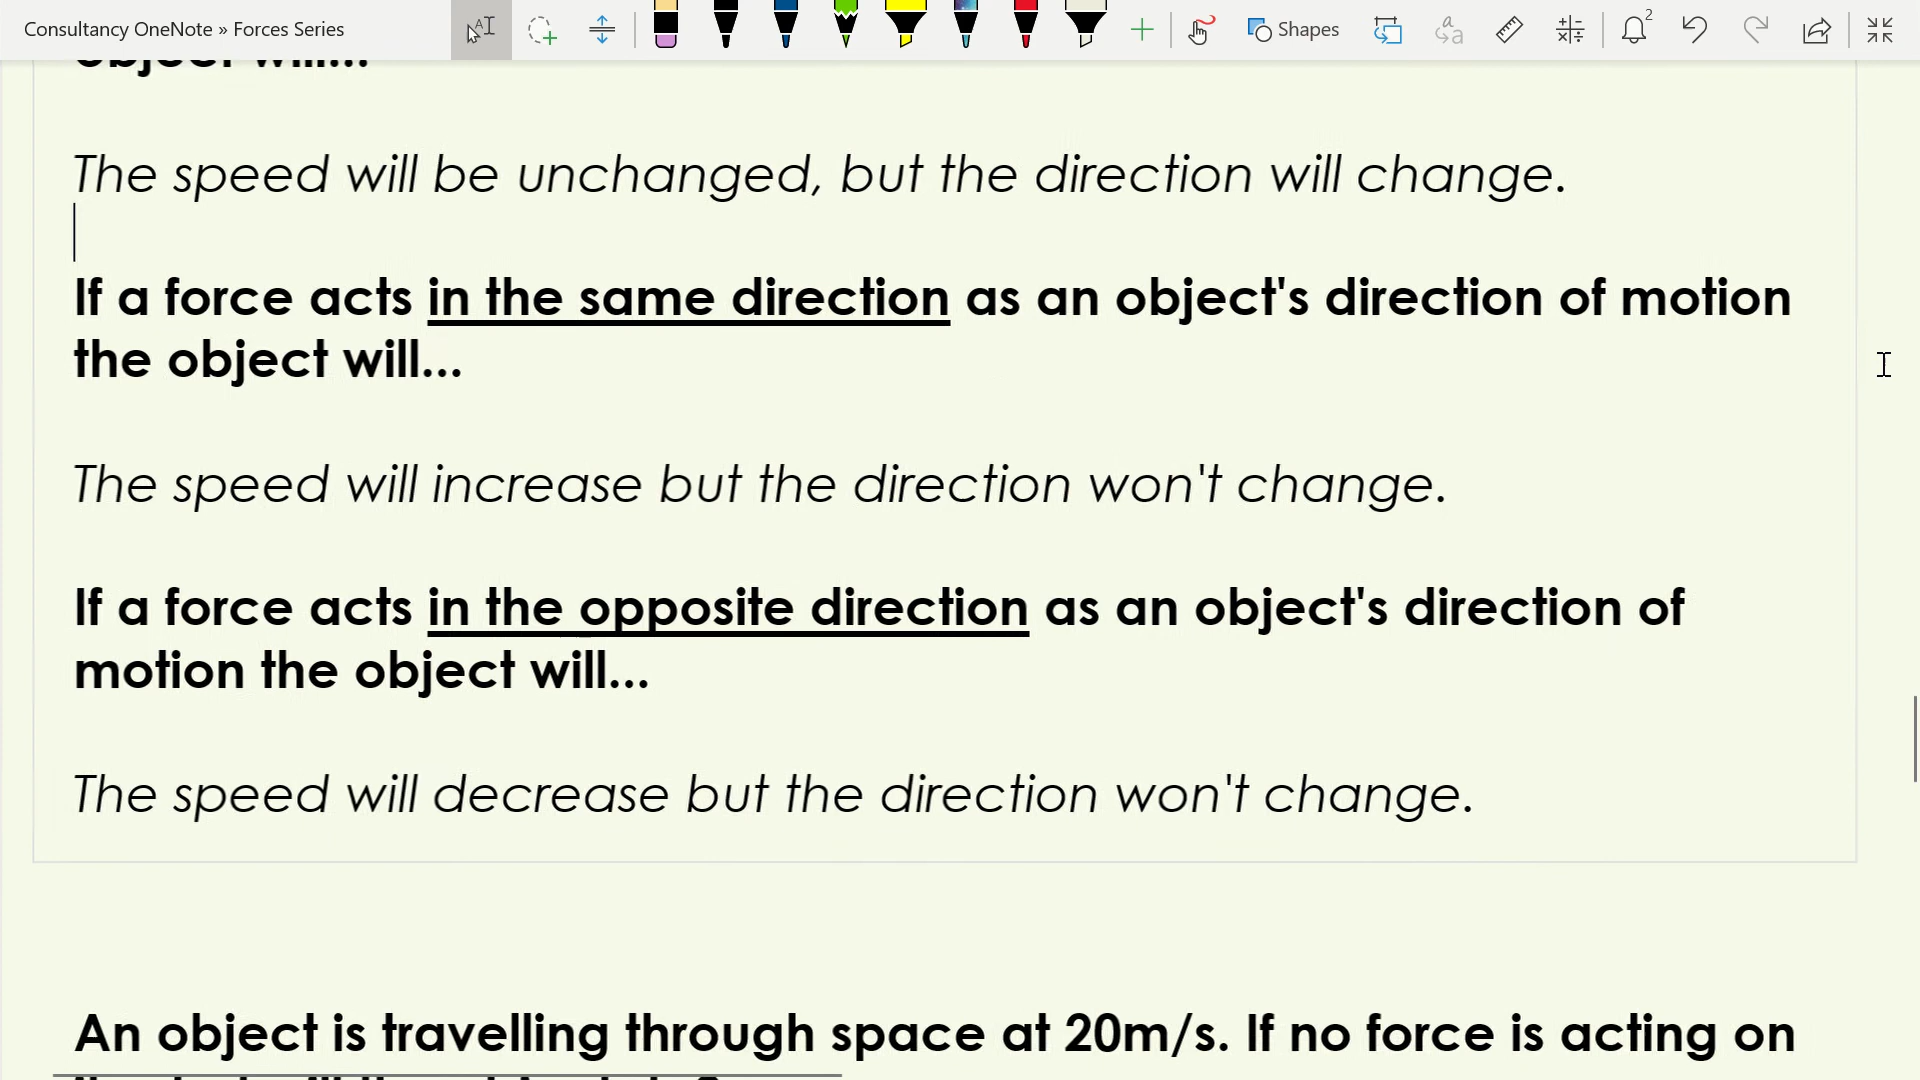 Consultancy OneNote » Forces Series
Shapes
2
object will...
The speed will be unchanged, but the direction will change.
If a force acts in the same direction as an object's direction of motion
the object will...
The speed will increase but the direction won't change.
If a force acts in the opposite direction as an object's direction of
motion the object will...
The speed will decrease but the direction won't change.
An object is travelling through space at 20m/s. If no force is acting on